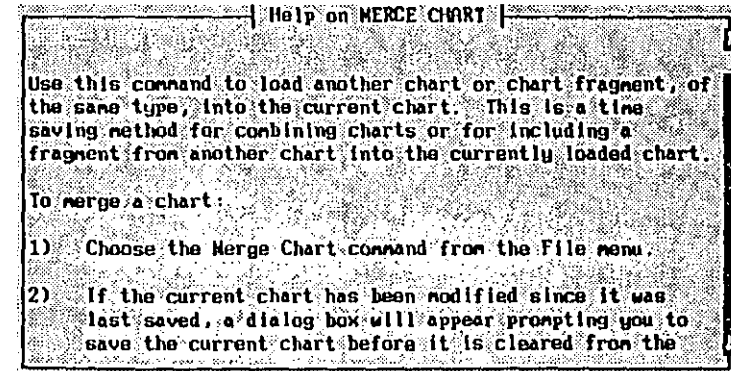 Help on MERGE CHART
Use this command to load another chart or chart fragment, of
the same type, into the current chart. This is a time
saving method for combining charts or for including a
fragment from another chart into the currently loaded chart.
To merge a chart:
1) Choose the Merge Chart command from the File menu.
2) If the current chart has been modified since it was
last saved, a dialog box will appear prompting you to
save the current chart before it is cleared from the